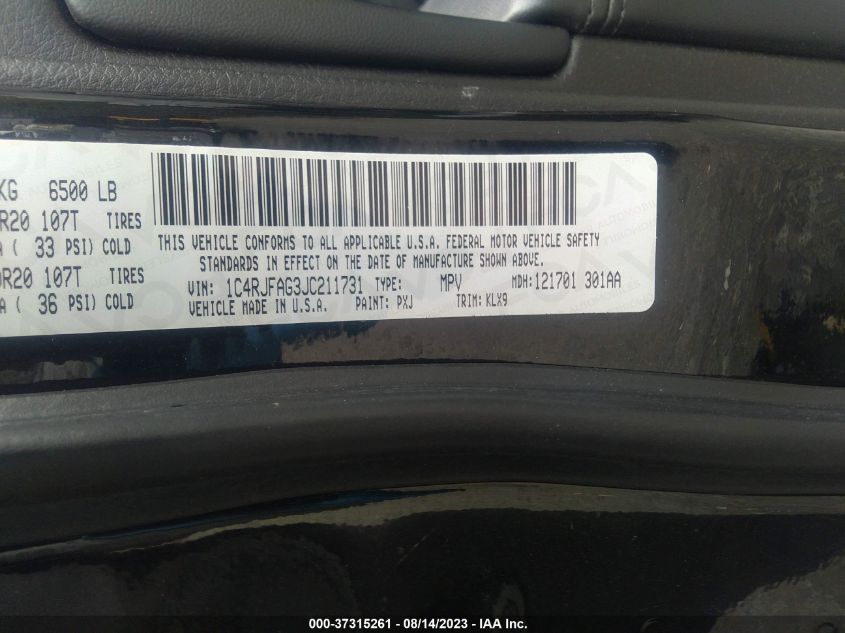 KG 6500 LB
R20 107T TIRES
( 33 PSI) COLD
R20 107T TIRES
( 36 PSI) COLD
THIS VEHICLE CONFORMS TO ALL APPLICABLE U.S.A. FEDERAL MOTOR VEHICLE SAFETY
STANDARDS IN EFFECT ON THE DATE OF MANUFACTURE SHOWN ABOVE.
VIN: 1C4RJFAG3JC211731 TYPE: MPV MDH: 121701 301AA
VEHICLE MADE IN U.S.A. PAINT: PXJ TRIM: KLX9
000-37315261 - 08/14/2023 - IAA Inc.